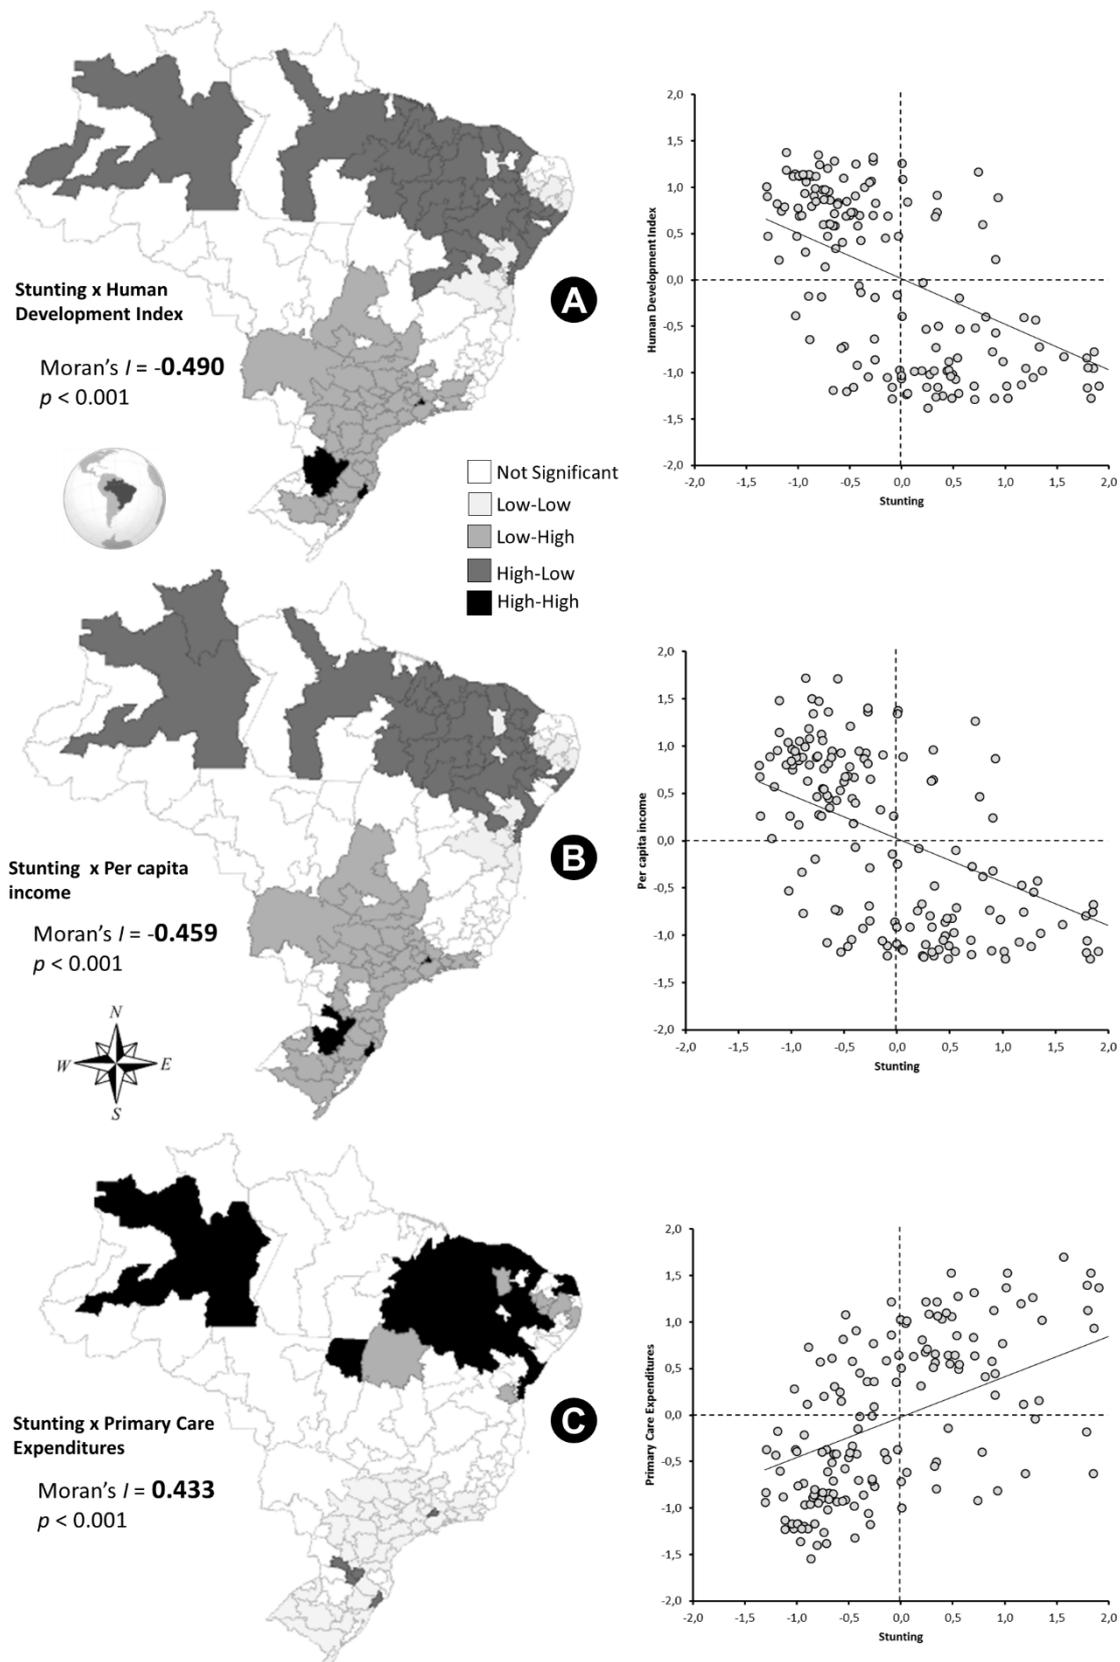 Stunting x Human
Development Index
Moran's I = -0.490
p < 0.001
A
2,0
1,5
1,0
0,5
0,0
-0,5
-1,0
-1,5
-2,0
Human Development Index
-2,0 -1,5 -1,0 -0,5 0,0 0,5 1,0 1,5 2,0
Stunting
Not Significant
Low-Low
Low-High
High-Low
High-High
Stunting x Per capita
income
Moran's I = -0.459
p < 0.001
N
W E
S
B
2,0
1,5
1,0
0,5
0,0
-0,5
-1,0
-1,5
-2,0
Per capita income
-2,0 -1,5 -1,0 -0,5 0,0 0,5 1,0 1,5 2,0
Stunting
Stunting x Primary Care
Expenditures
Moran's I = 0.433
p < 0.001
C
2,0
1,5
1,0
0,5
0,0
-0,5
-1,0
-1,5
-2,0
Primary Care Expenditures
-2,0 -1,5 -1,0 -0,5 0,0 0,5 1,0 1,5 2,0
Stunting